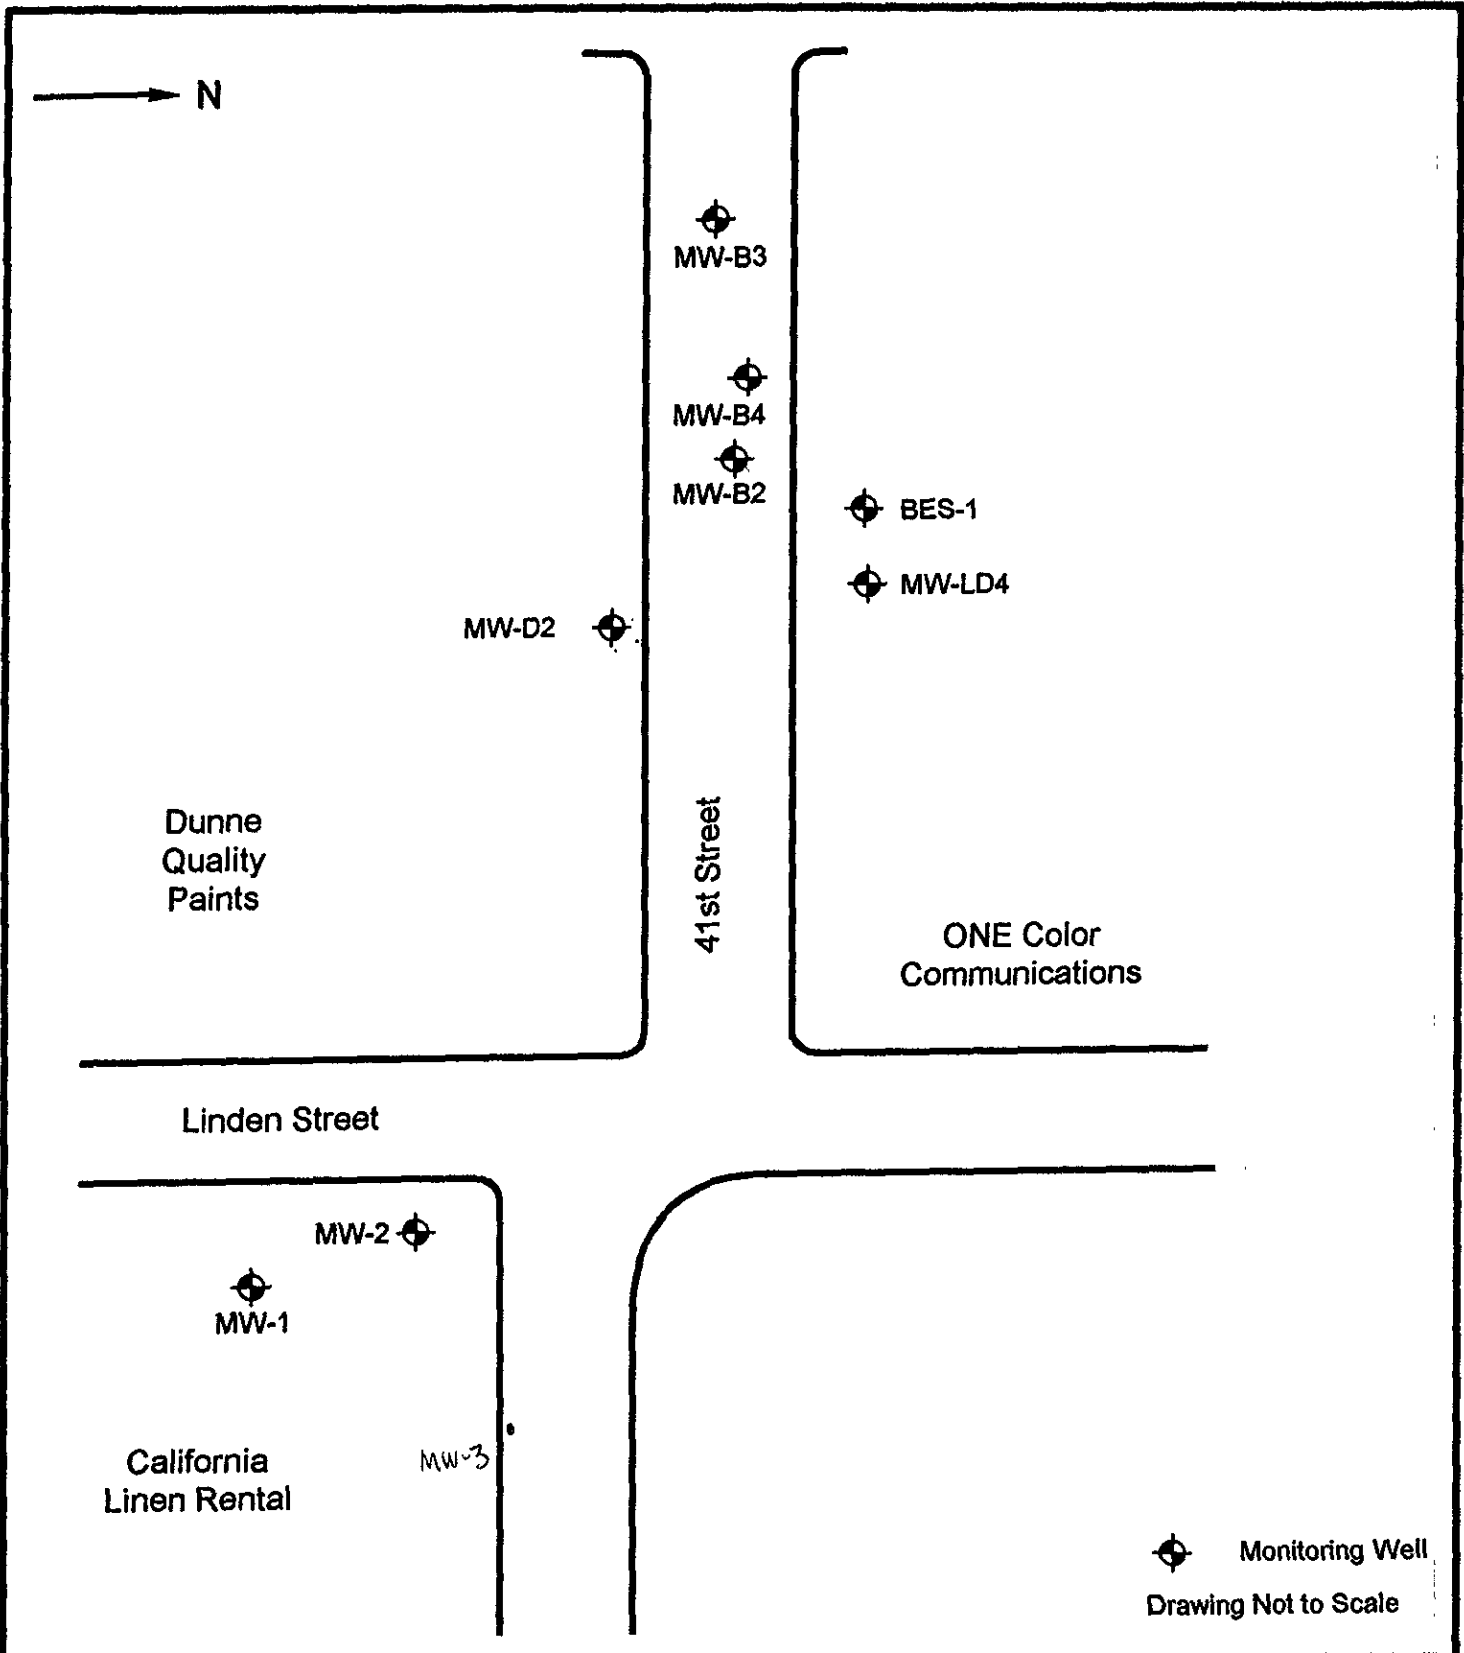 N
MW-B3
MW-B4
MW-B2
BES-1
MW-LD4
MW-D2
Dunne
Quality
Paints
41st Street
ONE Color
Communications
Linden Street
MW-2
MW-1
MW-3
California
Linen Rental
Monitoring Well
Drawing Not to Scale